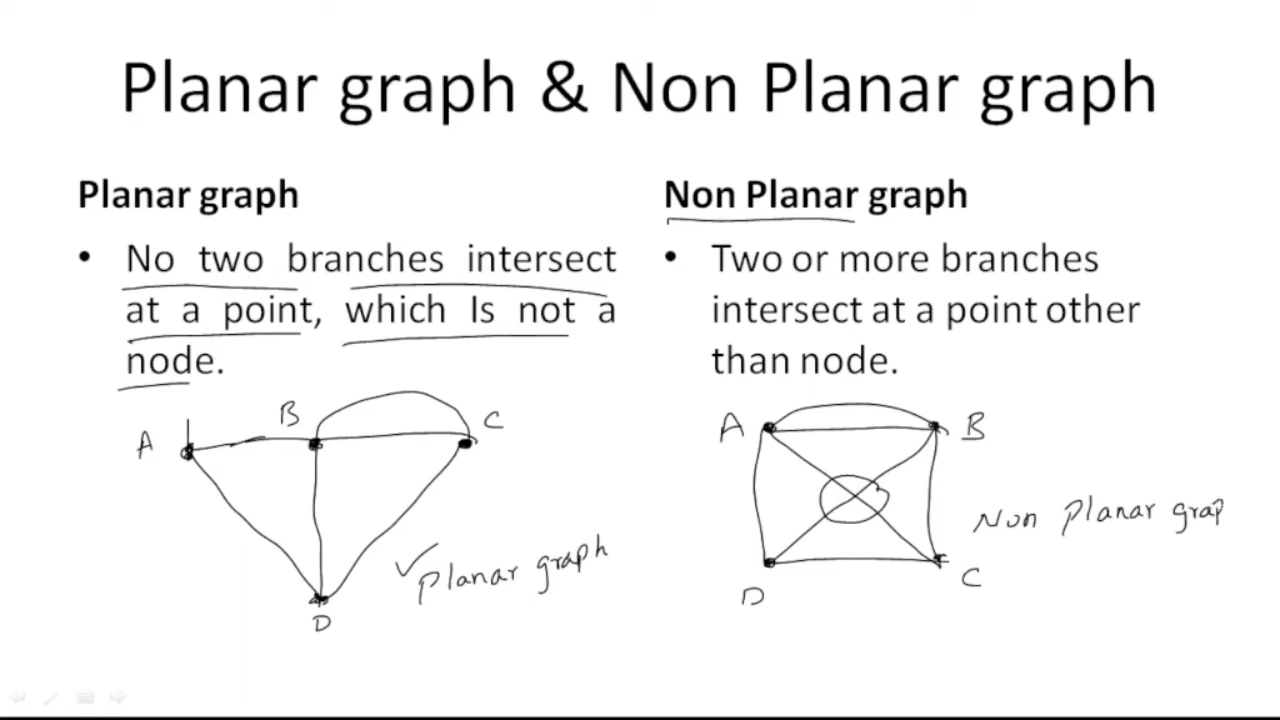 Planar graph & Non Planar graph
Planar graph
• No two branches intersect
at a point, which Is not a
node.
A
B
C
D
Planar graph
Non Planar graph
• Two or more branches
intersect at a point other
than node.
A
B
Non Planar grap
D
C